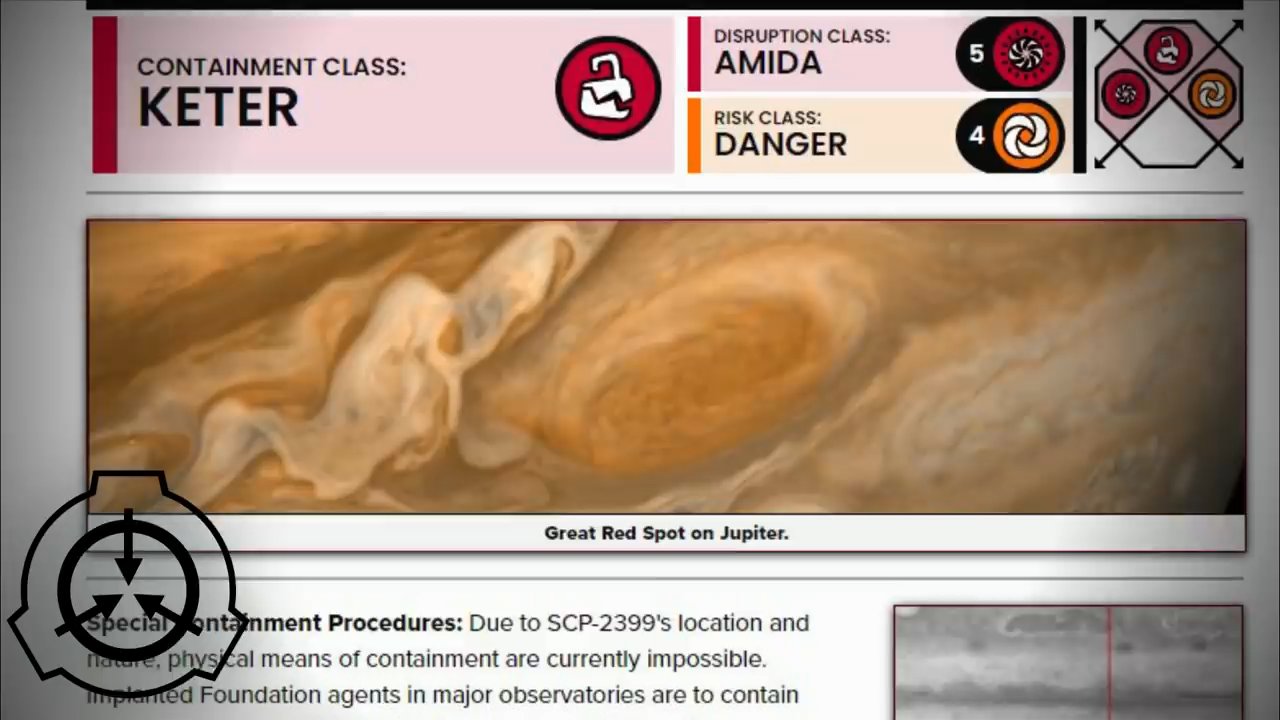 CONTAINMENT CLASS:
KETER
DISRUPTION CLASS:
AMIDA
5
RISK CLASS:
DANGER
4
Great Red Spot on Jupiter.
Special Containment Procedures: Due to SCP-2399's location and
nature, physical means of containment are currently impossible.
Implanted Foundation agents in major observatories are to contain